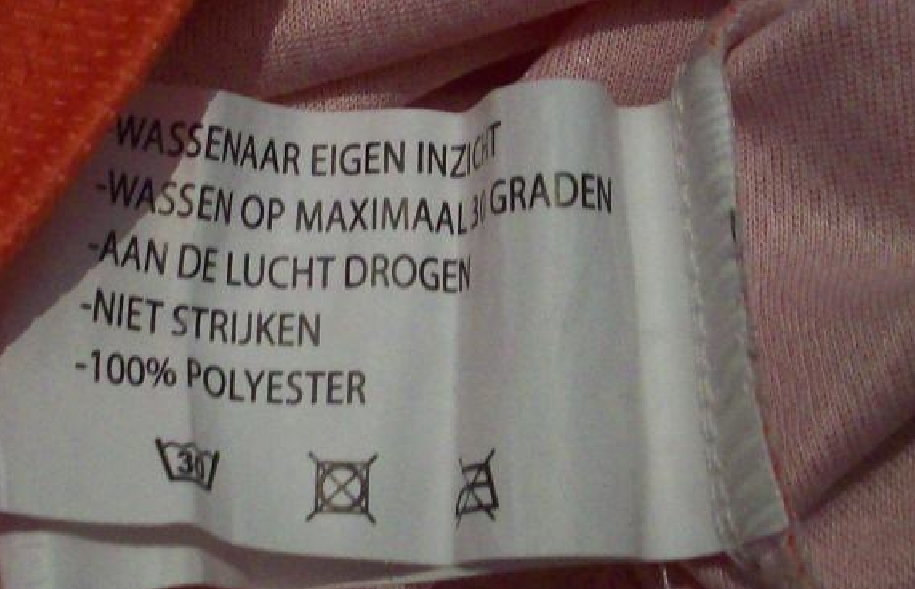 -WASSENAAR EIGEN INZICHT
-WASSEN OP MAXIMAAL 30 GRADEN
-AAN DE LUCHT DROGEN
-NIET STRIJKEN
-100% POLYESTER
30